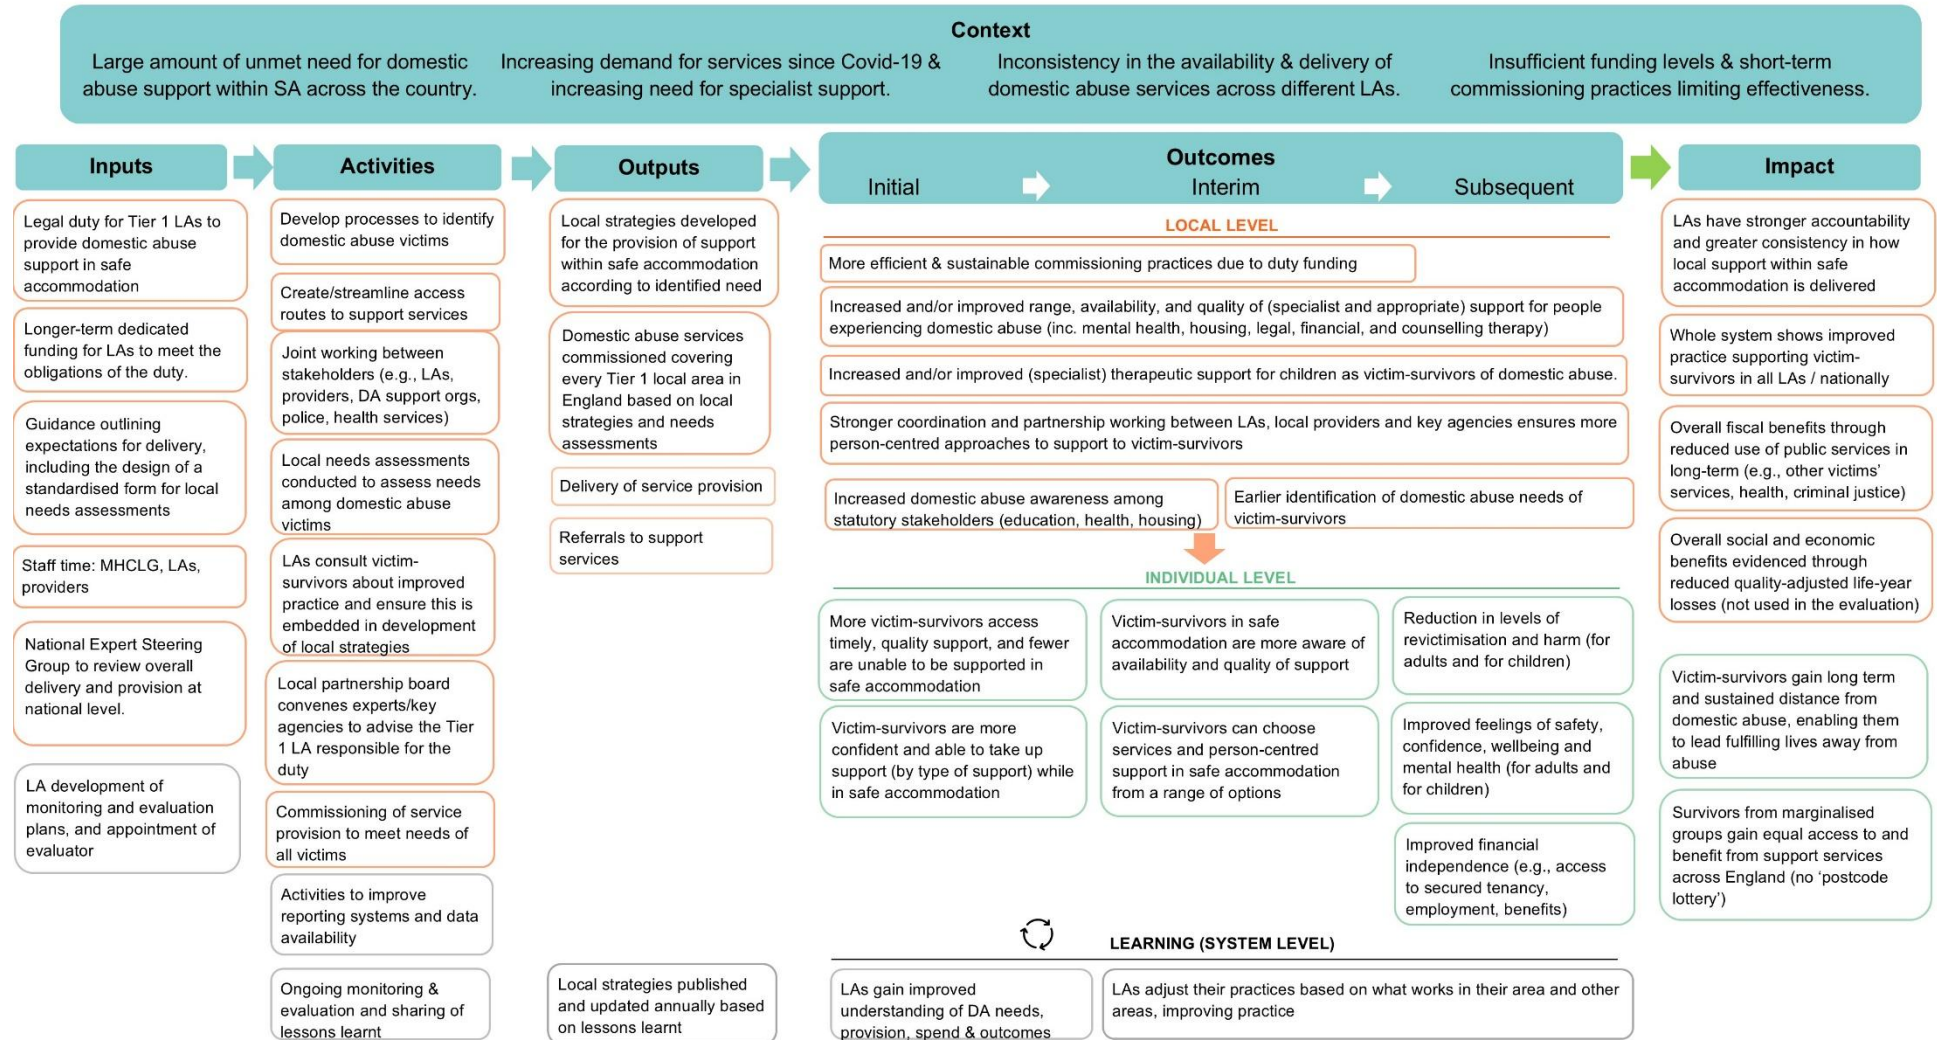 Context
Large amount of unmet need for domestic
abuse support within SA across the country.
Increasing demand for services since Covid-19 &
increasing need for specialist support.
Inconsistency in the availability & delivery of
domestic abuse services across different LAs.
Insufficient funding levels & short-term
commissioning practices limiting effectiveness.
Inputs
Legal duty for Tier 1 LAs to
provide domestic abuse
support in safe
accommodation
Longer-term dedicated
funding for LAs to meet the
obligations of the duty.
Guidance outlining
expectations for delivery,
including the design of a
standardised form for local
needs assessments
Staff time: MHCLG, LAs,
providers
National Expert Steering
Group to review overall
delivery and provision at
national level.
LA development of
monitoring and evaluation
plans, and appointment of
evaluator
Activities
Develop processes to identify
domestic abuse victims
Create/streamline access
routes to support services
Joint working between
stakeholders (e.g., LAs,
providers, DA support orgs,
police, health services)
Local needs assessments
conducted to assess needs
among domestic abuse
victims
LAs consult victim-
survivors about improved
practice and ensure this is
embedded in development
of local strategies
Local partnership board
convenes experts/key
agencies to advise the Tier
1 LA responsible for the
duty
Commissioning of service
provision to meet needs of
all victims
Activities to improve
reporting systems and data
availability
Ongoing monitoring &
evaluation and sharing of
lessons learnt
Outputs
Local strategies developed
for the provision of support
within safe accommodation
according to identified need
Domestic abuse services
commissioned covering
every Tier 1 local area in
England based on local
strategies and needs
assessments
Delivery of service provision
Referrals to support
services
Local strategies published
and updated annually based
on lessons learnt
Outcomes
Initial
Interim
Subsequent
LOCAL LEVEL
More efficient & sustainable commissioning practices due to duty funding
Increased and/or improved range, availability, and quality of (specialist and appropriate) support for people
experiencing domestic abuse (inc. mental health, housing, legal, financial, and counselling therapy)
Increased and/or improved (specialist) therapeutic support for children as victim-survivors of domestic abuse.
Stronger coordination and partnership working between LAs, local providers and key agencies ensures more
person-centred approaches to support to victim-survivors
Increased domestic abuse awareness among
statutory stakeholders (education, health, housing)
Earlier identification of domestic abuse needs of
victim-survivors
INDIVIDUAL LEVEL
More victim-survivors access
timely, quality support, and fewer
are unable to be supported in
safe accommodation
Victim-survivors are more
confident and able to take up
support (by type of support) while
in safe accommodation
Victim-survivors in safe
accommodation are more aware of
availability and quality of support
Victim-survivors can choose
services and person-centred
support in safe accommodation
from a range of options
Reduction in levels of
revictimisation and harm (for
adults and for children)
Improved feelings of safety,
confidence, wellbeing and
mental health (for adults and
for children)
Improved financial
independence (e.g., access
to secured tenancy,
employment, benefits)
LEARNING (SYSTEM LEVEL)
LAs gain improved
understanding of DA needs,
provision, spend & outcomes
LAs adjust their practices based on what works in their area and other
areas, improving practice
Impact
LAs have stronger accountability
and greater consistency in how
local support within safe
accommodation is delivered
Whole system shows improved
practice supporting victim-
survivors in all LAs / nationally
Overall fiscal benefits through
reduced use of public services in
long-term (e.g., other victims'
services, health, criminal justice)
Overall social and economic
benefits evidenced through
reduced quality-adjusted life-year
losses (not used in the evaluation)
Victim-survivors gain long term
and sustained distance from
domestic abuse, enabling them
to lead fulfilling lives away from
abuse
Survivors from marginalised
groups gain equal access to and
benefit from support services
across England (no 'postcode
lottery')